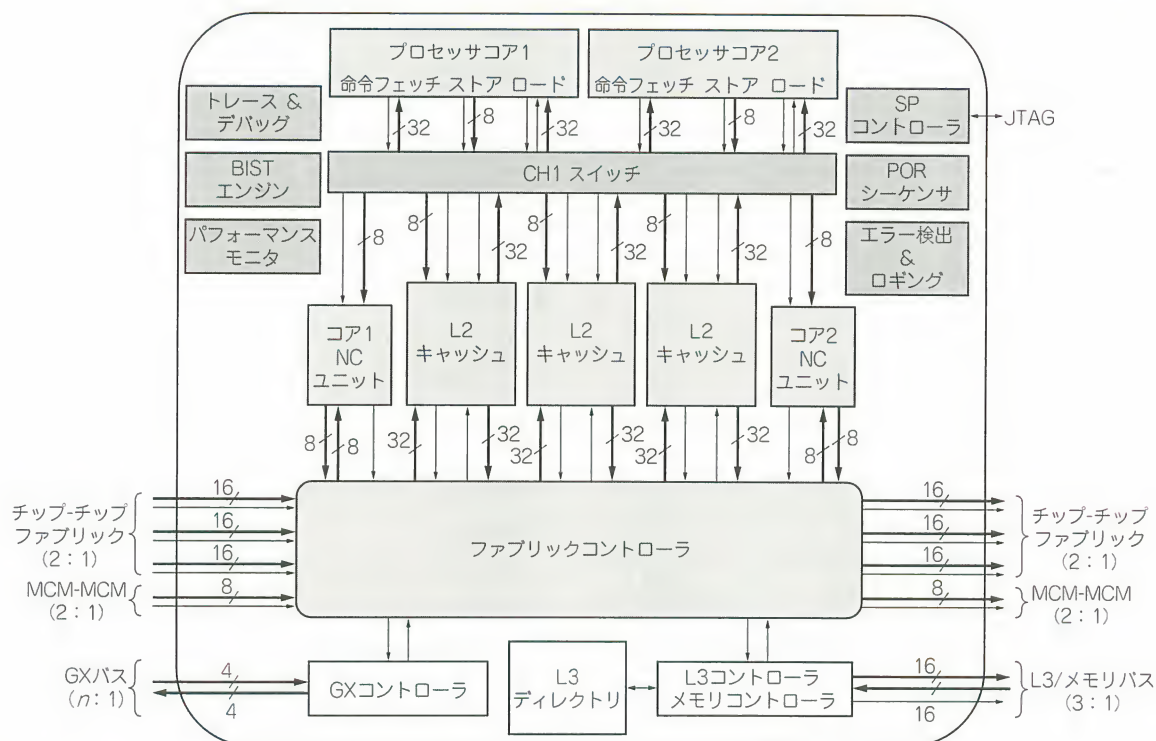 プロセッサコア1
命令フェッチ ストア ロード
プロセッサコア2
命令フェッチ ストア ロード
トレース &
デバッグ
BIST
エンジン
パフォーマンス
モニタ
SP
コントローラ
JTAG
POR
シーケンサ
エラー検出
&
ロギング
32
8
32
32
8
32
CH1 スイッチ
8
8
32
8
32
8
32
8
コア1
NC
ユニット
L2
キャッシュ
L2
キャッシュ
L2
キャッシュ
コア2
NC
ユニット
8
8
32
32
32
32
32
32
8
8
チップ-チップ
ファブリック
(2:1)
16
16
16
MCM-MCM
(2:1)
8
ファブリックコントローラ
16
16
16
8
チップ-チップ
ファブリック
(2:1)
MCM-MCM
(2:1)
GXバス
(n:1)
4
4
GXコントローラ
L3
ディレクトリ
L3コントローラ
メモリコントローラ
16
16
L3/メモリバス
(3:1)